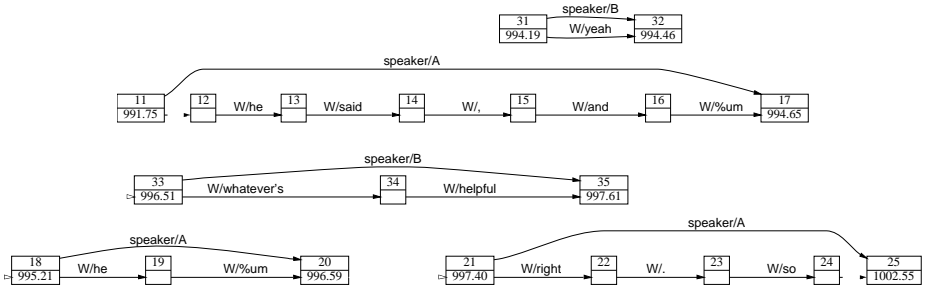 speaker/B
31 32
994.19 W/yeah 994.46
speaker/A
11 12 13 14 15 16 17
991.75 W/he W/said W/, W/and W/%um 994.65
speaker/B
33 34 35
996.51 W/whatever's W/helpful 997.61
speaker/A
18 19 20
995.21 W/he W/%um 996.59
speaker/A
21 22 23 24 25
997.40 W/right W/. W/so 1002.55